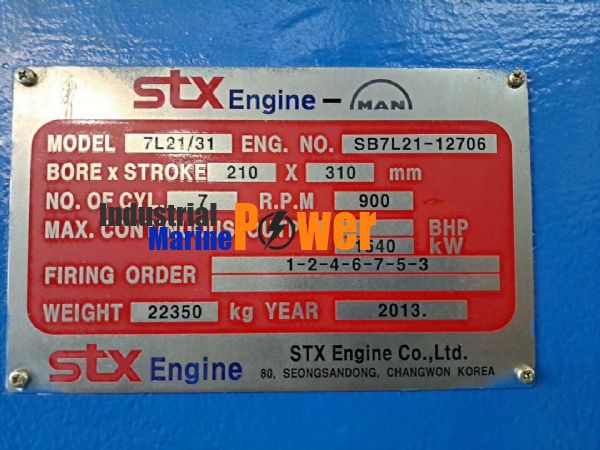 STX Engine - MAN
MODEL 7L21/31 ENG. NO. SB7L21-12706
BORE x STROKE 210 X 310 mm
NO. OF CYL. 7 R.P.M 900
Industrial
Marine Power
MAX. CONTINUOUS BHP
1540 kW
FIRING ORDER 1-2-4-6-7-5-3
WEIGHT 22350 kg YEAR 2013.
STX Engine STX Engine Co.,Ltd.
80, SEONGSANDONG, CHANGWON KOREA